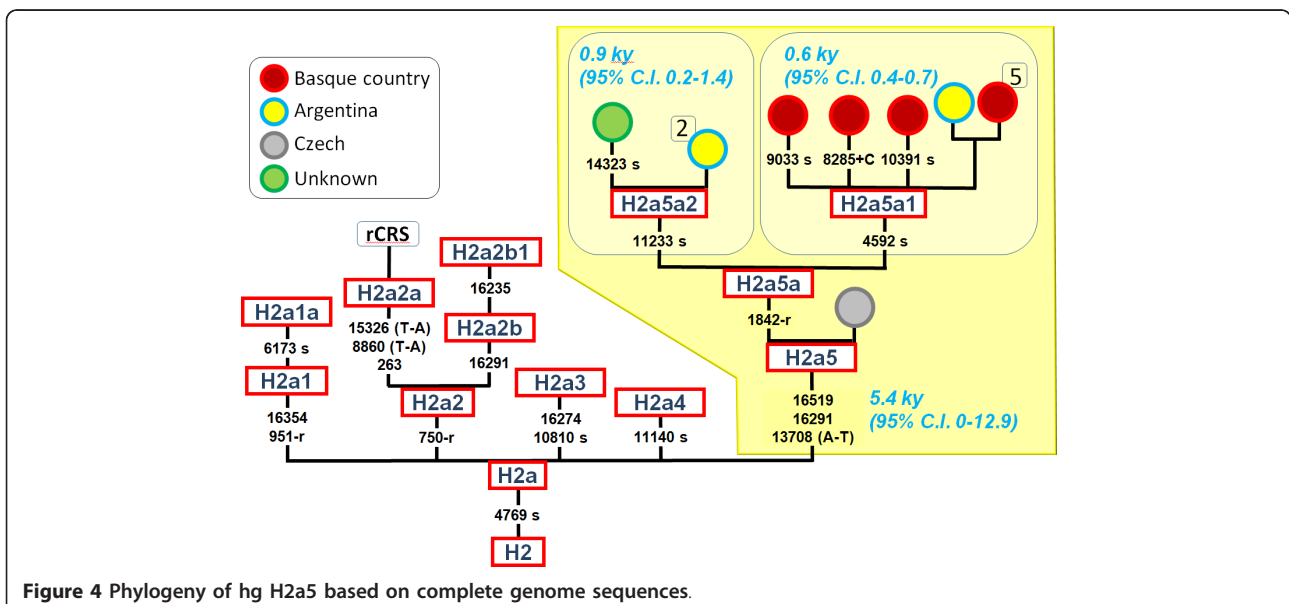 Basque country
Argentina
Czech
Unknown
0.9 ky
(95% C.I. 0.2-1.4)
0.6 ky
(95% C.I. 0.4-0.7)
5
2
14323 s
9033 s
8285+C
10391 s
H2a5a2
H2a5a1
11233 s
4592 s
H2a5a
1842-r
H2a5
16519
16291
13708 (A-T)
5.4 ky
(95% C.I. 0-12.9)
rCRS
H2a2b1
H2a2a
16235
H2a1a
15326 (T-A)
8860 (T-A)
263
H2a2b
6173 s
16291
H2a1
H2a2
H2a3
H2a4
16354
951-r
750-r
16274
10810 s
11140 s
H2a
4769 s
H2
Figure 4 Phylogeny of hg H2a5 based on complete genome sequences.